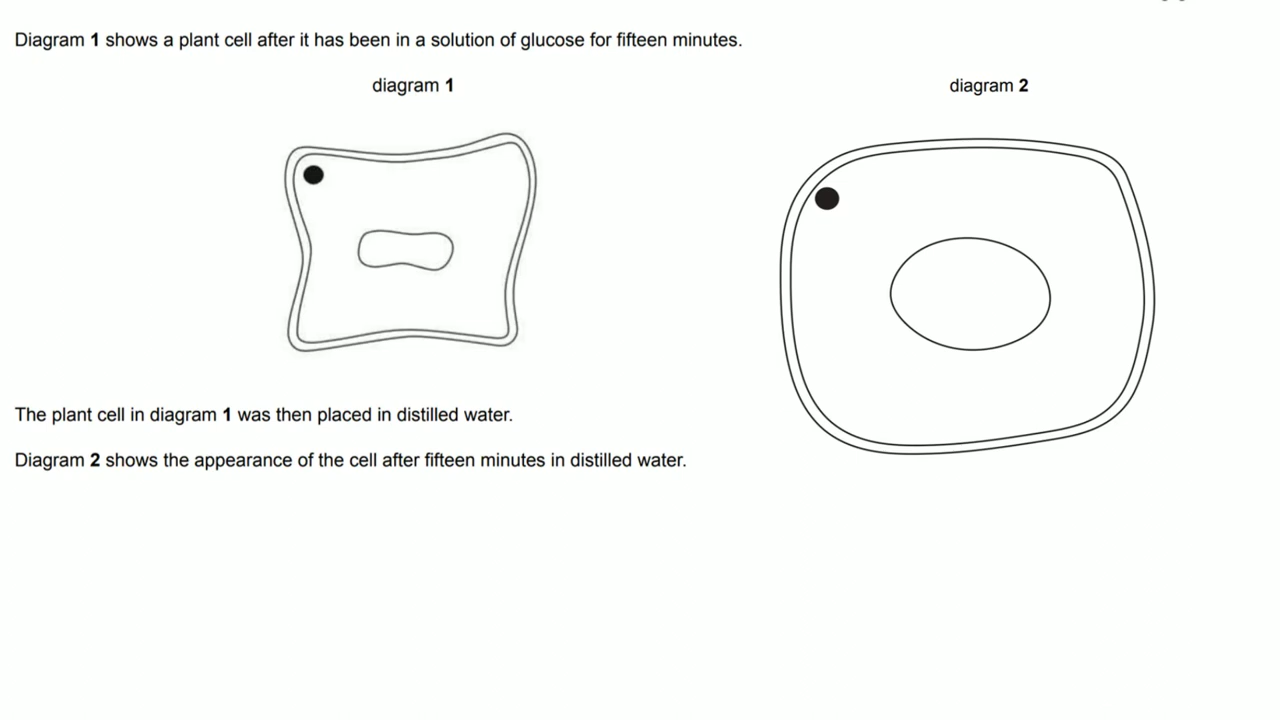 Diagram 1 shows a plant cell after it has been in a solution of glucose for fifteen minutes.
diagram 1
diagram 2
The plant cell in diagram 1 was then placed in distilled water.
Diagram 2 shows the appearance of the cell after fifteen minutes in distilled water.